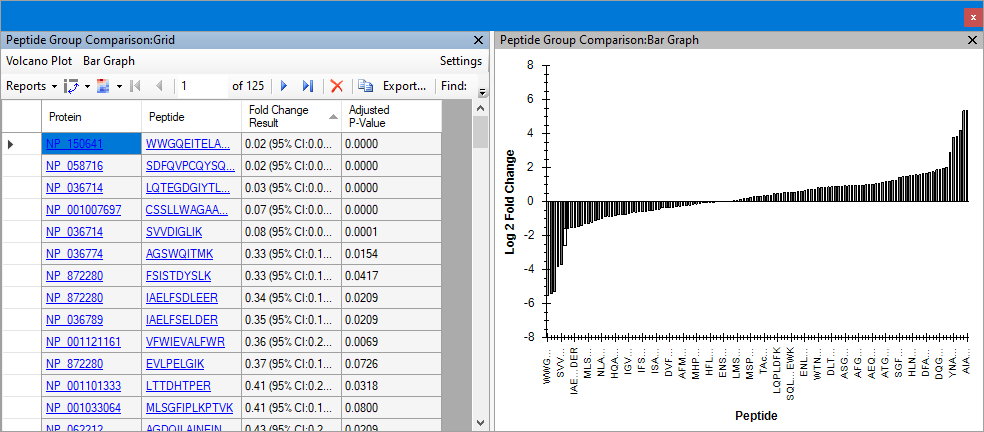 Peptide Group Comparison:Grid
Volcano Plot Bar Graph Settings
Reports 1 of 125 Export... Find:
Protein Peptide Fold Change Result Adjusted P-Value
NP_150641 WWGQEITELA... 0.02 (95% CI:0.0... 0.0000
NP_058716 SDFQVPCQYSQ... 0.02 (95% CI:0.0... 0.0000
NP_036714 LQTEGDGIYTL... 0.03 (95% CI:0.0... 0.0000
NP_001007697 CSSLLWAGAA... 0.07 (95% CI:0.0... 0.0000
NP_036714 SVVDIGLIK 0.08 (95% CI:0.0... 0.0001
NP_036774 AGSWQITMK 0.33 (95% CI:0.1... 0.0154
NP_872280 FSISTDYSLK 0.33 (95% CI:0.1... 0.0417
NP_872280 IAELFSDLEER 0.34 (95% CI:0.1... 0.0209
NP_036789 IAELFSELDER 0.35 (95% CI:0.1... 0.0209
NP_001121161 VFWIEVALFWR 0.36 (95% CI:0.2... 0.0069
NP_872280 EVLPELGIK 0.37 (95% CI:0.1... 0.0726
NP_001101333 LTTDHTPER 0.41 (95% CI:0.2... 0.0318
NP_001033064 MLSGFIPLKPTVK 0.41 (95% CI:0.1... 0.0800
NP_062212 AGDQILAINEIN 0.43 (95% CI:0.2... 0.0209
Peptide Group Comparison:Bar Graph
Log 2 Fold Change
8
6
4
2
0
-2
-4
-6
-8
WWG...
SVV...
IAE...DER
MLS...
NLA...
HQA...
IGV...
IFS...
ISA...
DVF...
AFM...
MHP...
HFL...
ENS...
LMS...
MSP...
TAc...
LQPLDFK
SQL...EWK
ENL...
WTN...
DLT...
ASG...
AFG...
AEQ...
ATG...
SGF...
HLN...
DFA...
DQG...
YNA...
AIA...
Peptide